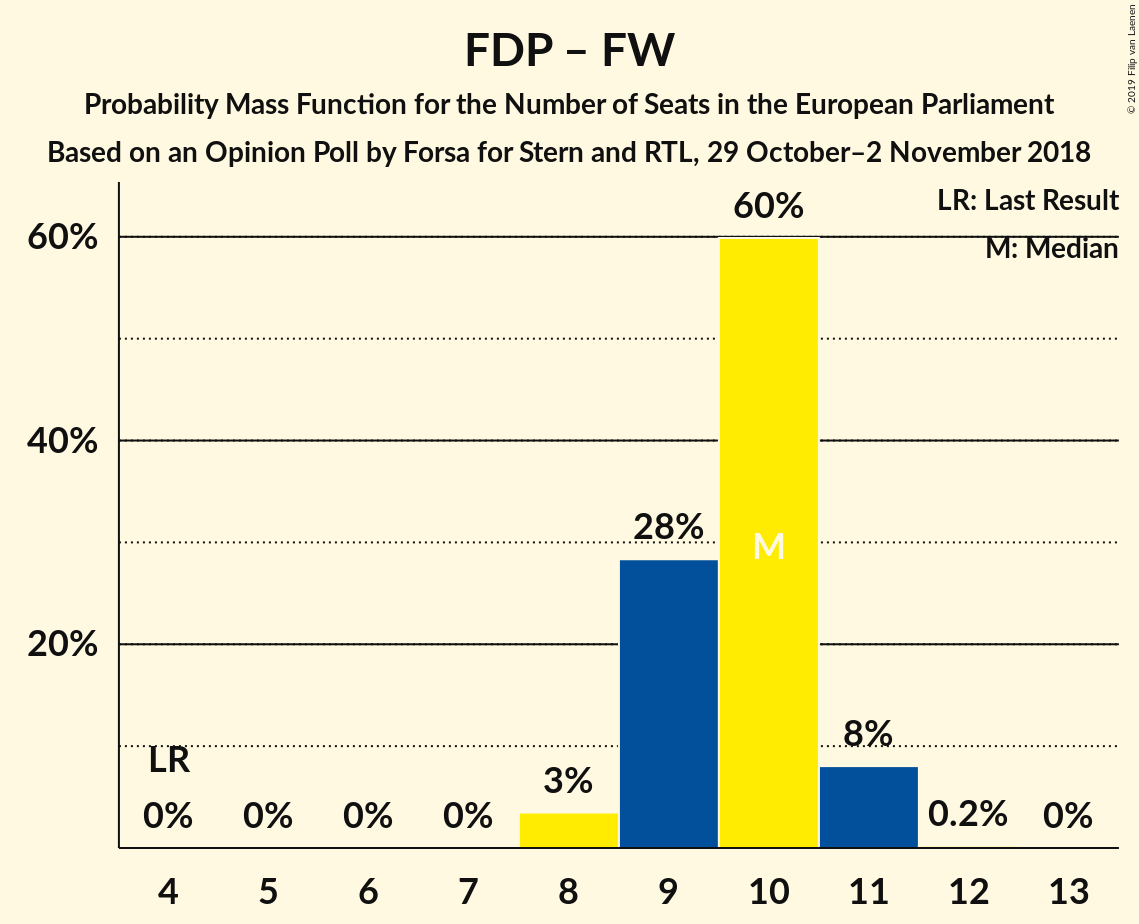 FDP – FW
Probability Mass Function for the Number of Seats in the European Parliament
Based on an Opinion Poll by Forsa for Stern and RTL, 29 October–2 November 2018
© 2019 Filip van Laenen
LR: Last Result
M: Median
60%
40%
20%
LR
0%
0%
0%
0%
3%
28%
60%
M
8%
0.2%
0%
4 5 6 7 8 9 10 11 12 13